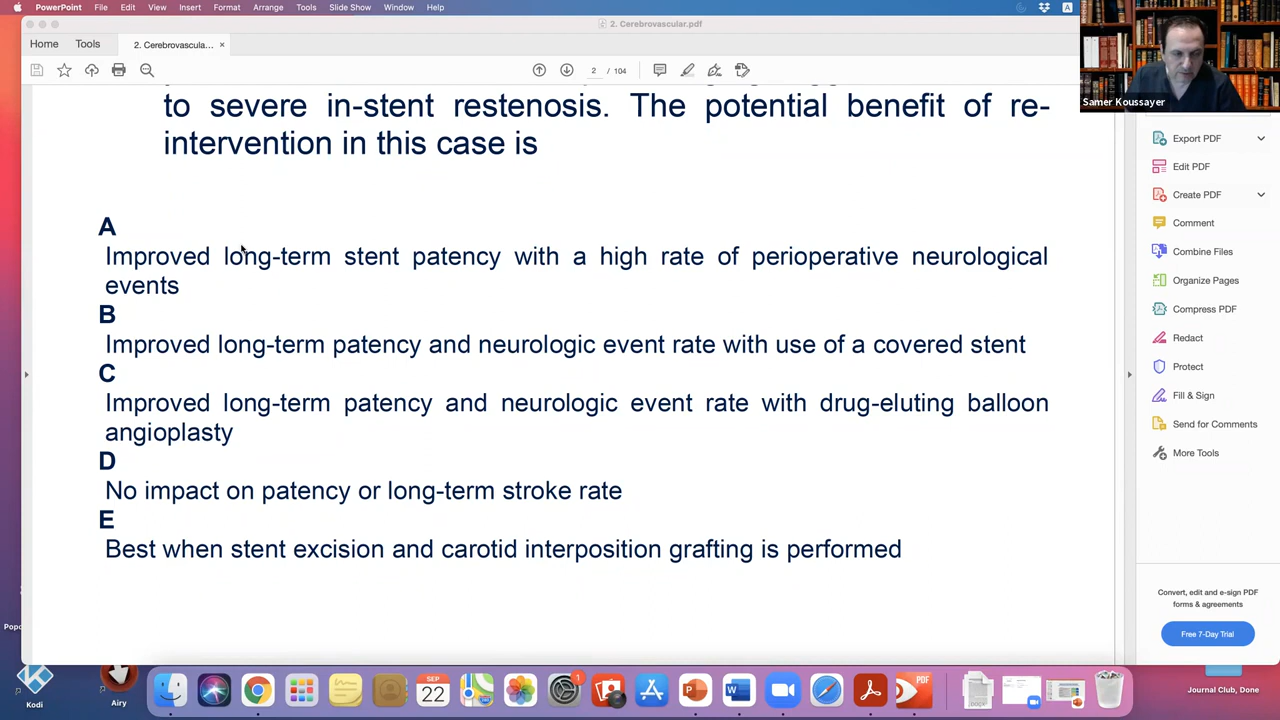 PowerPoint File Edit View Insert Format Arrange Tools Slide Show Window Help
2. Cerebrovascular.pdf
Home Tools 2. Cerebrovascula... ×
2 / 104
Samer Koussayer
to severe in-stent restenosis. The potential benefit of re-
intervention in this case is
A
Improved long-term stent patency with a high rate of perioperative neurological
events
B
Improved long-term patency and neurologic event rate with use of a covered stent
C
Improved long-term patency and neurologic event rate with drug-eluting balloon
angioplasty
D
No impact on patency or long-term stroke rate
E
Best when stent excision and carotid interposition grafting is performed
Export PDF
Edit PDF
Create PDF
Comment
Combine Files
Organize Pages
Compress PDF
Redact
Protect
Fill & Sign
Send for Comments
More Tools
Convert, edit and e-sign PDF
forms & agreements
Free 7-Day Trial
SEP
22
1
PDF
Kodi
Airy
Journal Club, Done